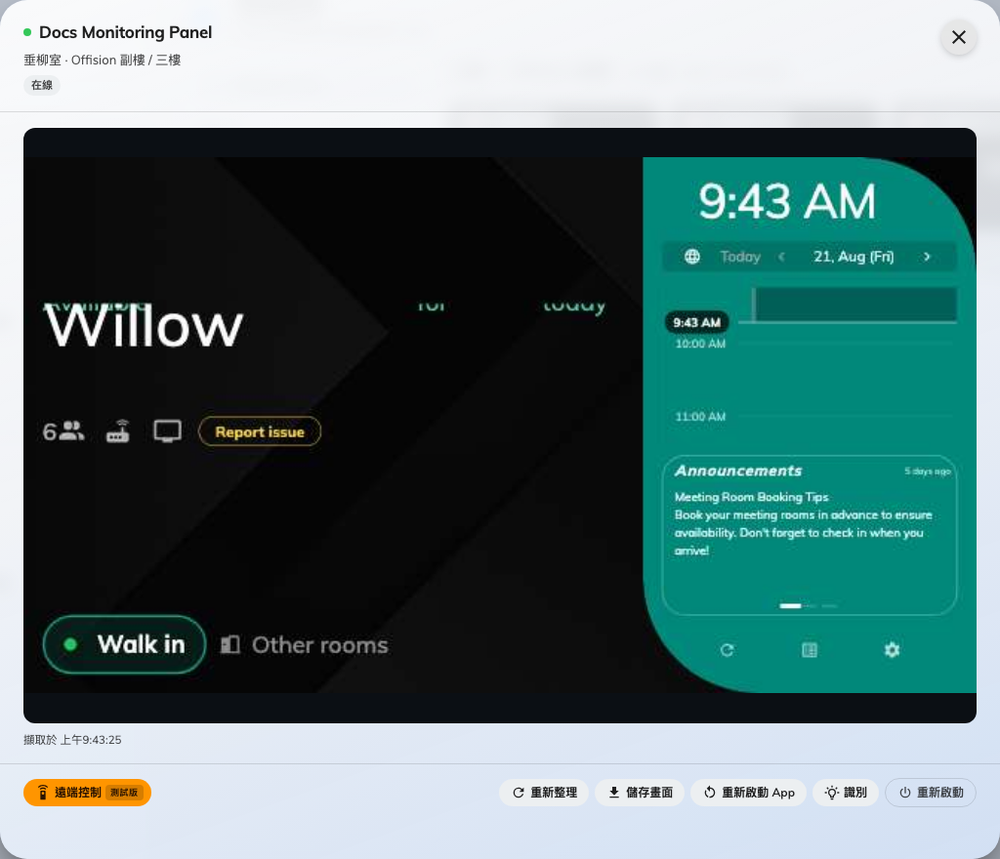 Docs Monitoring Panel
垂柳室 · Offision 副樓 / 三樓
在線
9:43 AM
Today
21, Aug (Fri)
for
today
Willow
9:43 AM
10:00 AM
6
Report issue
11:00 AM
Announcements
5 days ago
Meeting Room Booking Tips
Book your meeting rooms in advance to ensure
availability. Don't forget to check in when you
arrive!
Walk in
Other rooms
擷取於 上午9:43:25
遠端控制 測試版
重新整理
儲存畫面
重新啟動 App
識別
重新啟動